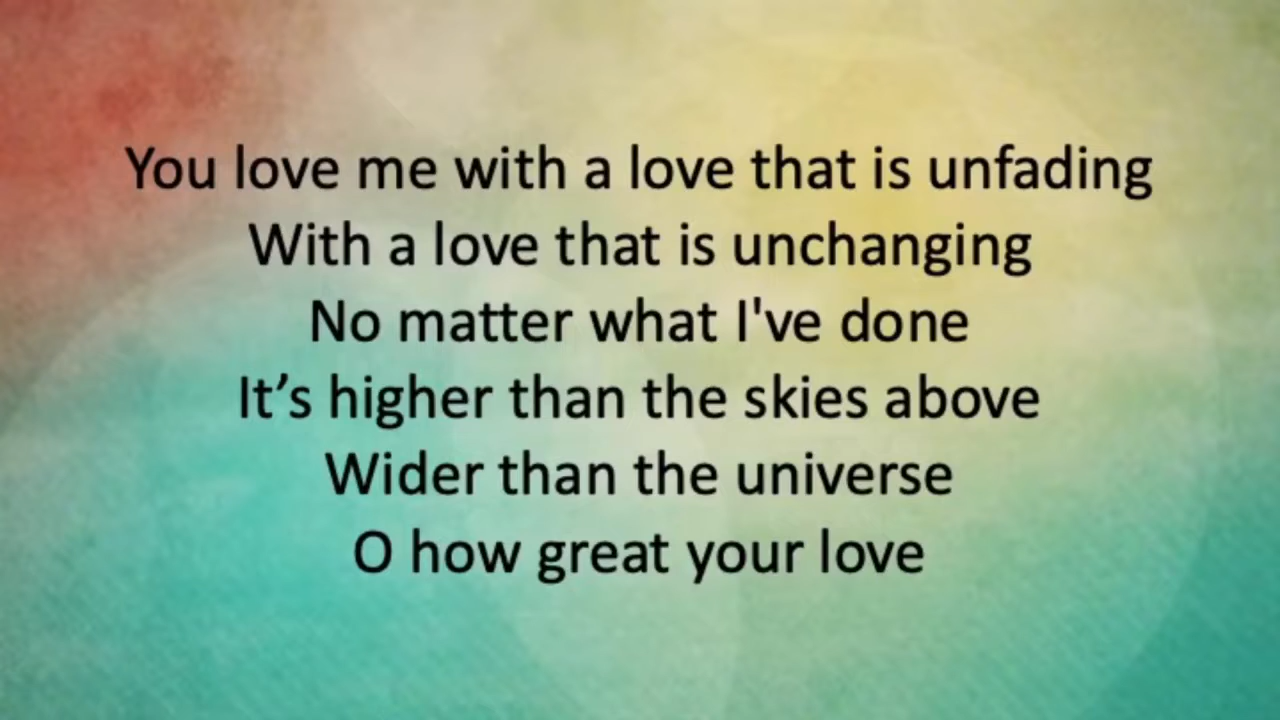 You love me with a love that is unfading
With a love that is unchanging
No matter what I've done
It’s higher than the skies above
Wider than the universe
O how great your love